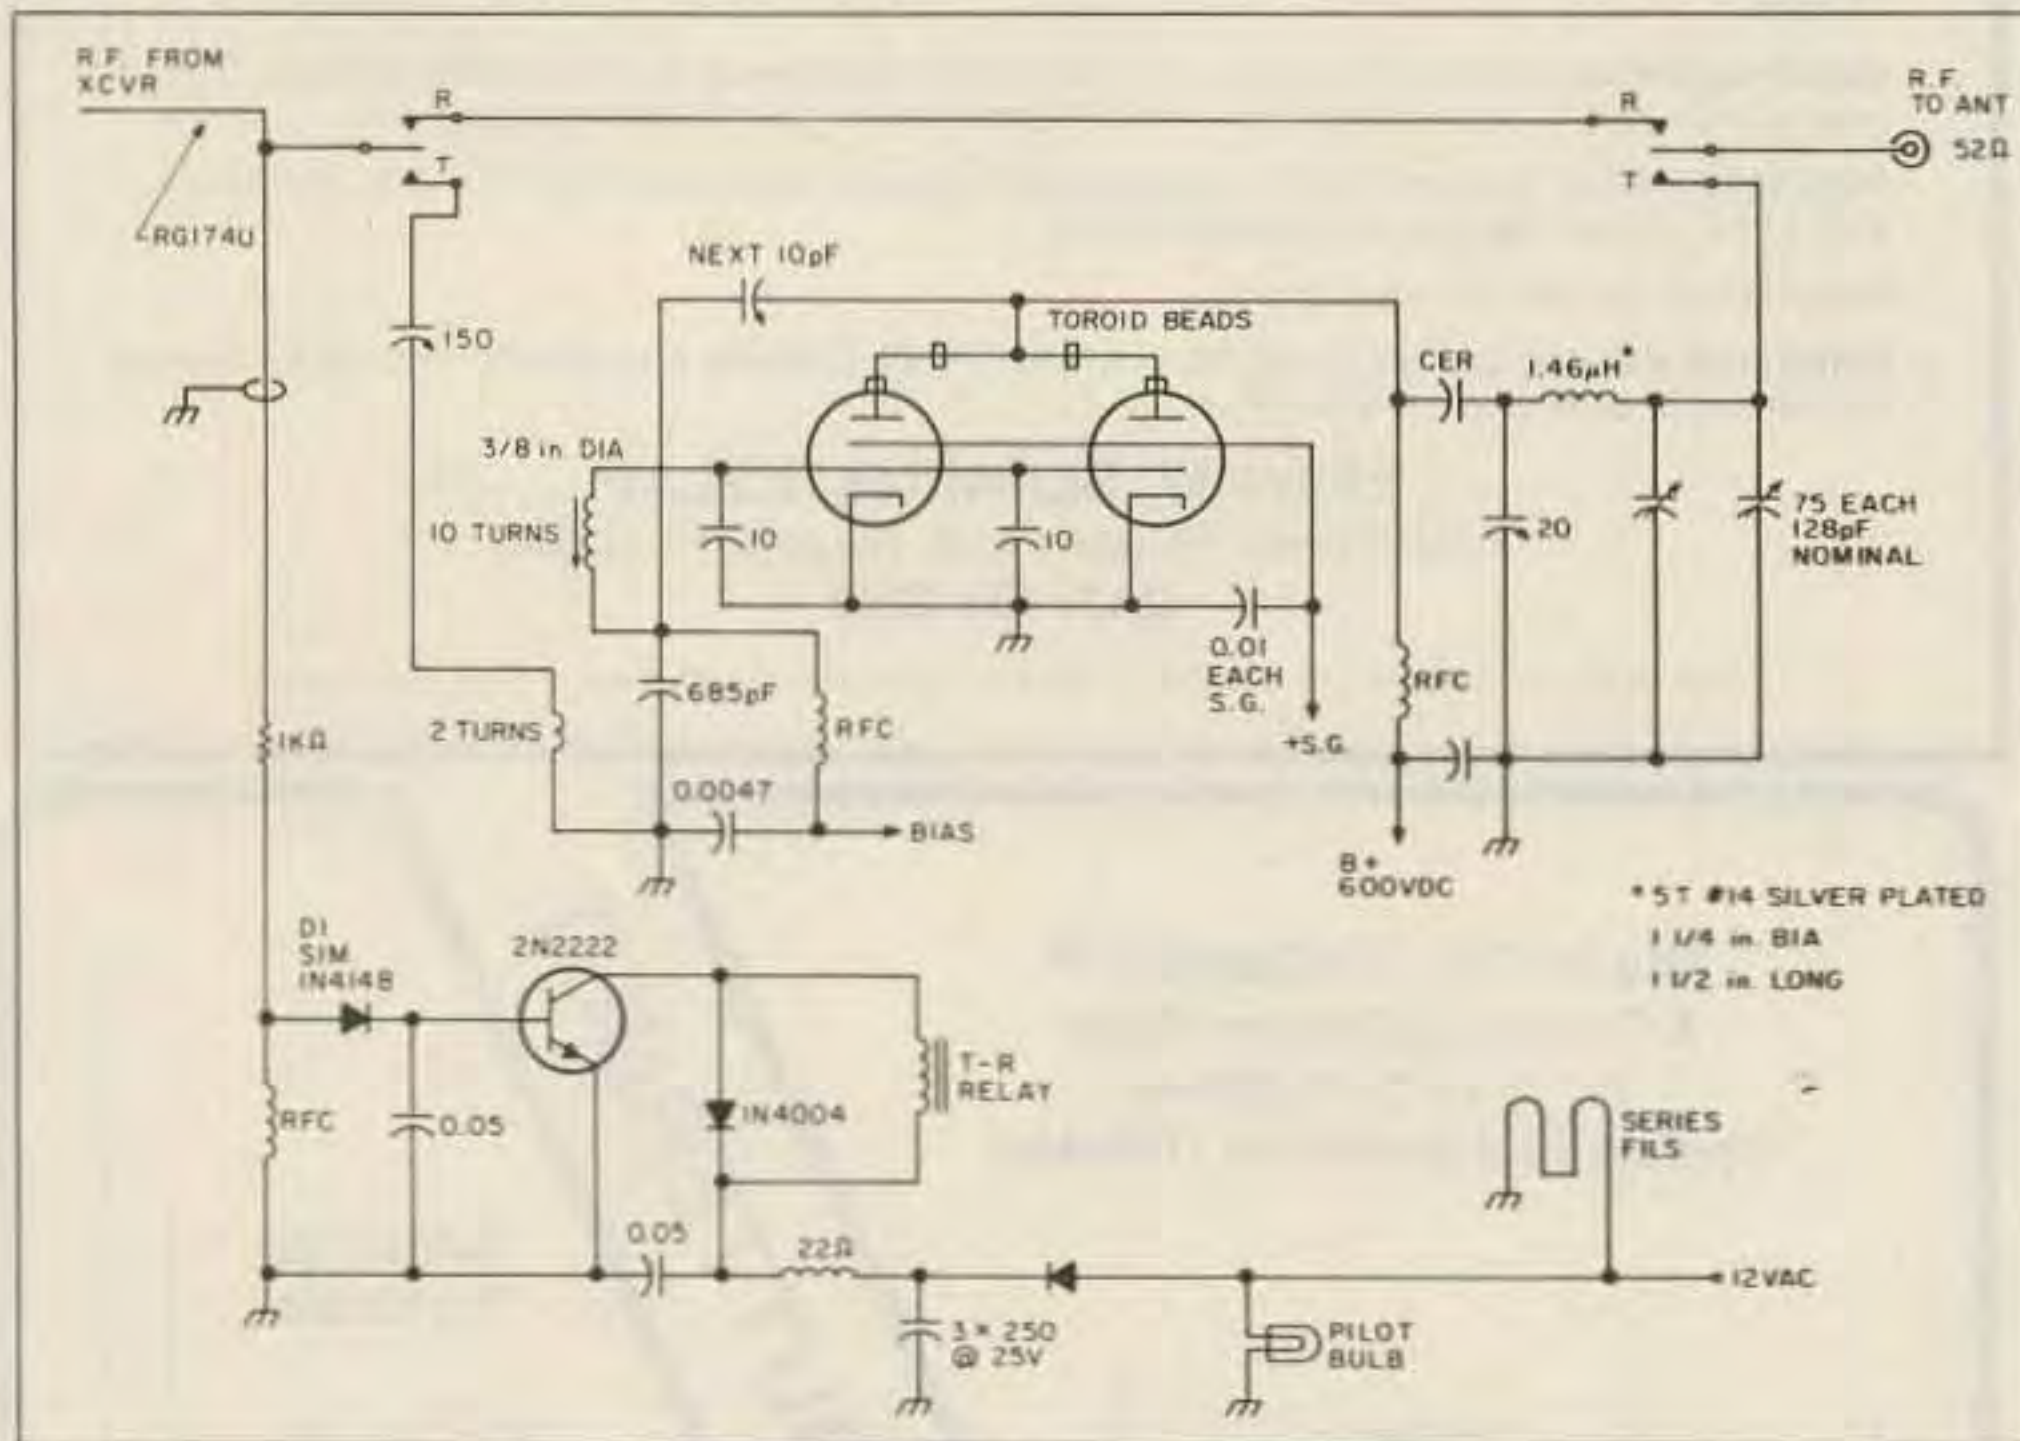 R.F. FROM
XCVR
R
R
R.F.
TO ANT
52Ω
T
T
RG174U
NEXT 10pF
TOROID BEADS
150
CER
1.46μH*
3/8 in DIA
10 TURNS
10
10
20
75 EACH
128pF
NOMINAL
0.01
EACH
S.G.
685pF
RFC
RFC
+S.G.
2 TURNS
1KΩ
0.0047
BIAS
B+
600VDC
* 5T #14 SILVER PLATED
1 1/4 in. BIA
1 1/2 in. LONG
D1
SIM.
1N4148
2N2222
T-R
RELAY
1N4004
RFC
0.05
SERIES
FILS.
0.05
22Ω
12VAC
3 × 250
@ 25V
PILOT
BULB